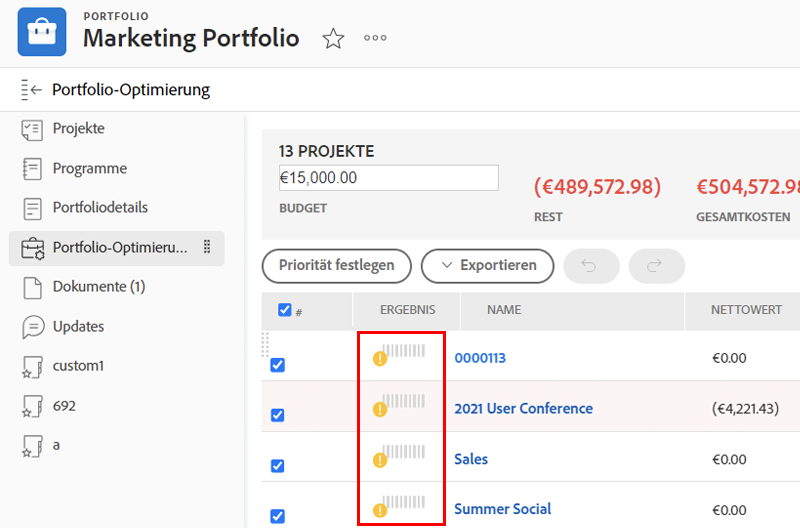 PORTFOLIO
Marketing Portfolio
Portfolio-Optimierung
Projekte
Programme
Portfoliodetails
Portfolio-Optimieru...
Dokumente (1)
Updates
custom1
692
a
13 PROJEKTE
€15,000.00
BUDGET
(€489,572.98)
REST
€504,572.98
GESAMTKOSTEN
Priorität festlegen
Exportieren
# ERGEBNIS NAME NETTOWERT
0000113 €0.00
2021 User Conference (€4,221.43)
Sales €0.00
Summer Social €0.00